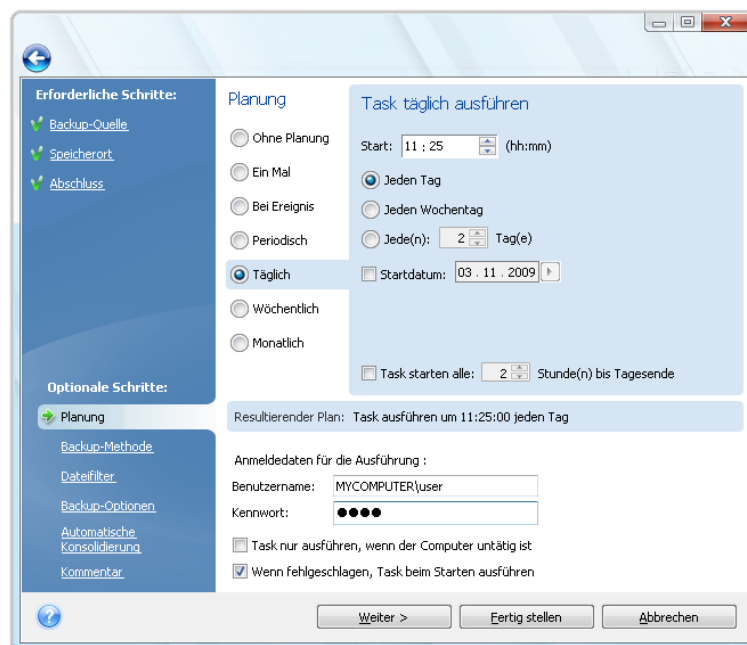 Erforderliche Schritte:
Backup-Quelle
Speicherort
Abschluss
Optionale Schritte:
Planung
Backup-Methode
Dateifilter
Backup-Optionen
Automatische
Konsolidierung
Kommentar
Planung
Ohne Planung
Ein Mal
Bei Ereignis
Periodisch
Täglich
Wöchentlich
Monatlich
Task täglich ausführen
Start: 11 : 25 (hh:mm)
Jeden Tag
Jeden Wochentag
Jede(n): 2 Tag(e)
Startdatum: 03 . 11 . 2009
Task starten alle: 2 Stunde(n) bis Tagesende
Resultierender Plan: Task ausführen um 11:25:00 jeden Tag
Anmeldedaten für die Ausführung :
Benutzername: MYCOMPUTER\user
Kennwort: ●●●●
Task nur ausführen, wenn der Computer untätig ist
Wenn fehlgeschlagen, Task beim Starten ausführen
Weiter > Fertig stellen Abbrechen